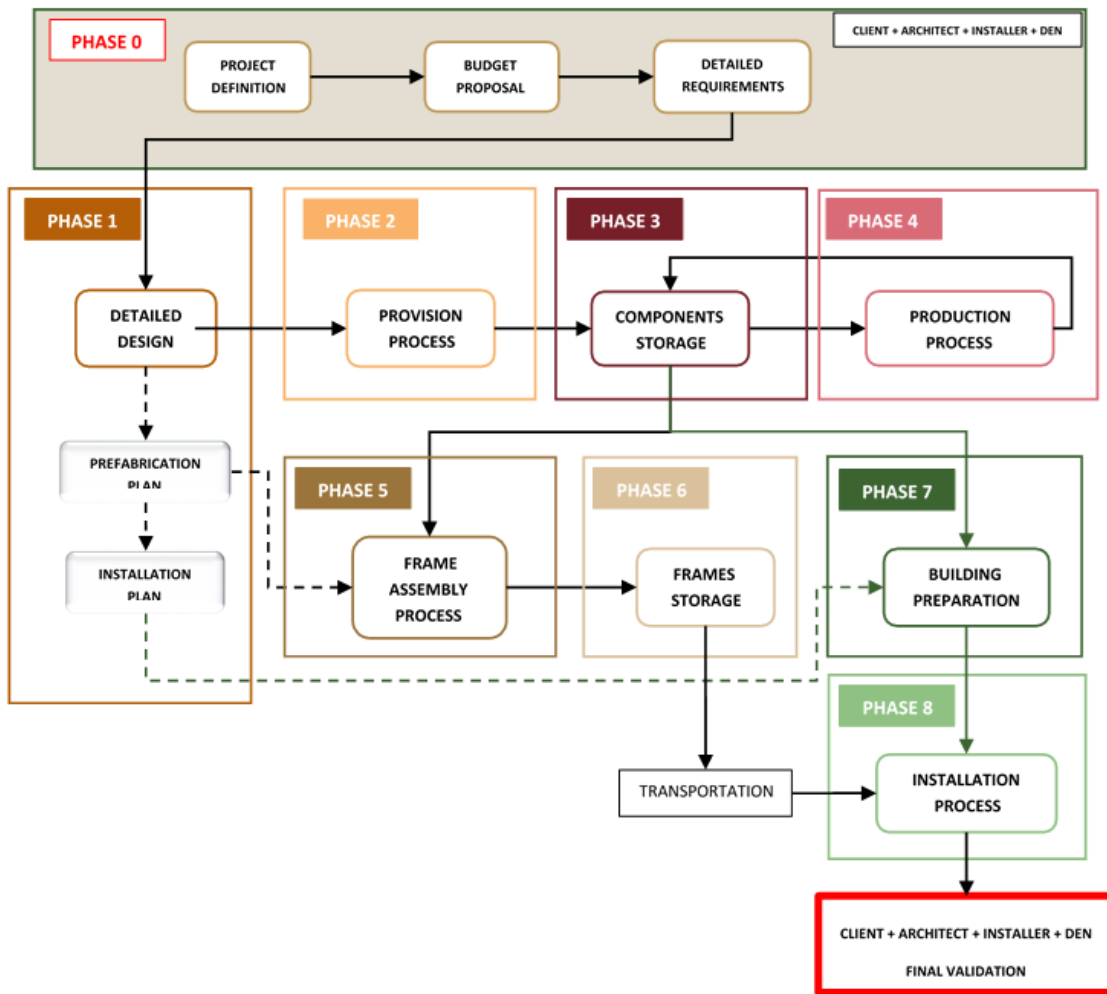 PHASE 0
CLIENT + ARCHITECT + INSTALLER + DEN
PROJECT
DEFINITION
BUDGET
PROPOSAL
DETAILED
REQUIREMENTS
PHASE 1
PHASE 2
PHASE 3
PHASE 4
DETAILED
DESIGN
PROVISION
PROCESS
COMPONENTS
STORAGE
PRODUCTION
PROCESS
PREFABRICATION
PLAN
INSTALLATION
PLAN
PHASE 5
PHASE 6
PHASE 7
FRAME
ASSEMBLY
PROCESS
FRAMES
STORAGE
BUILDING
PREPARATION
PHASE 8
TRANSPORTATION
INSTALLATION
PROCESS
CLIENT + ARCHITECT + INSTALLER + DEN
FINAL VALIDATION